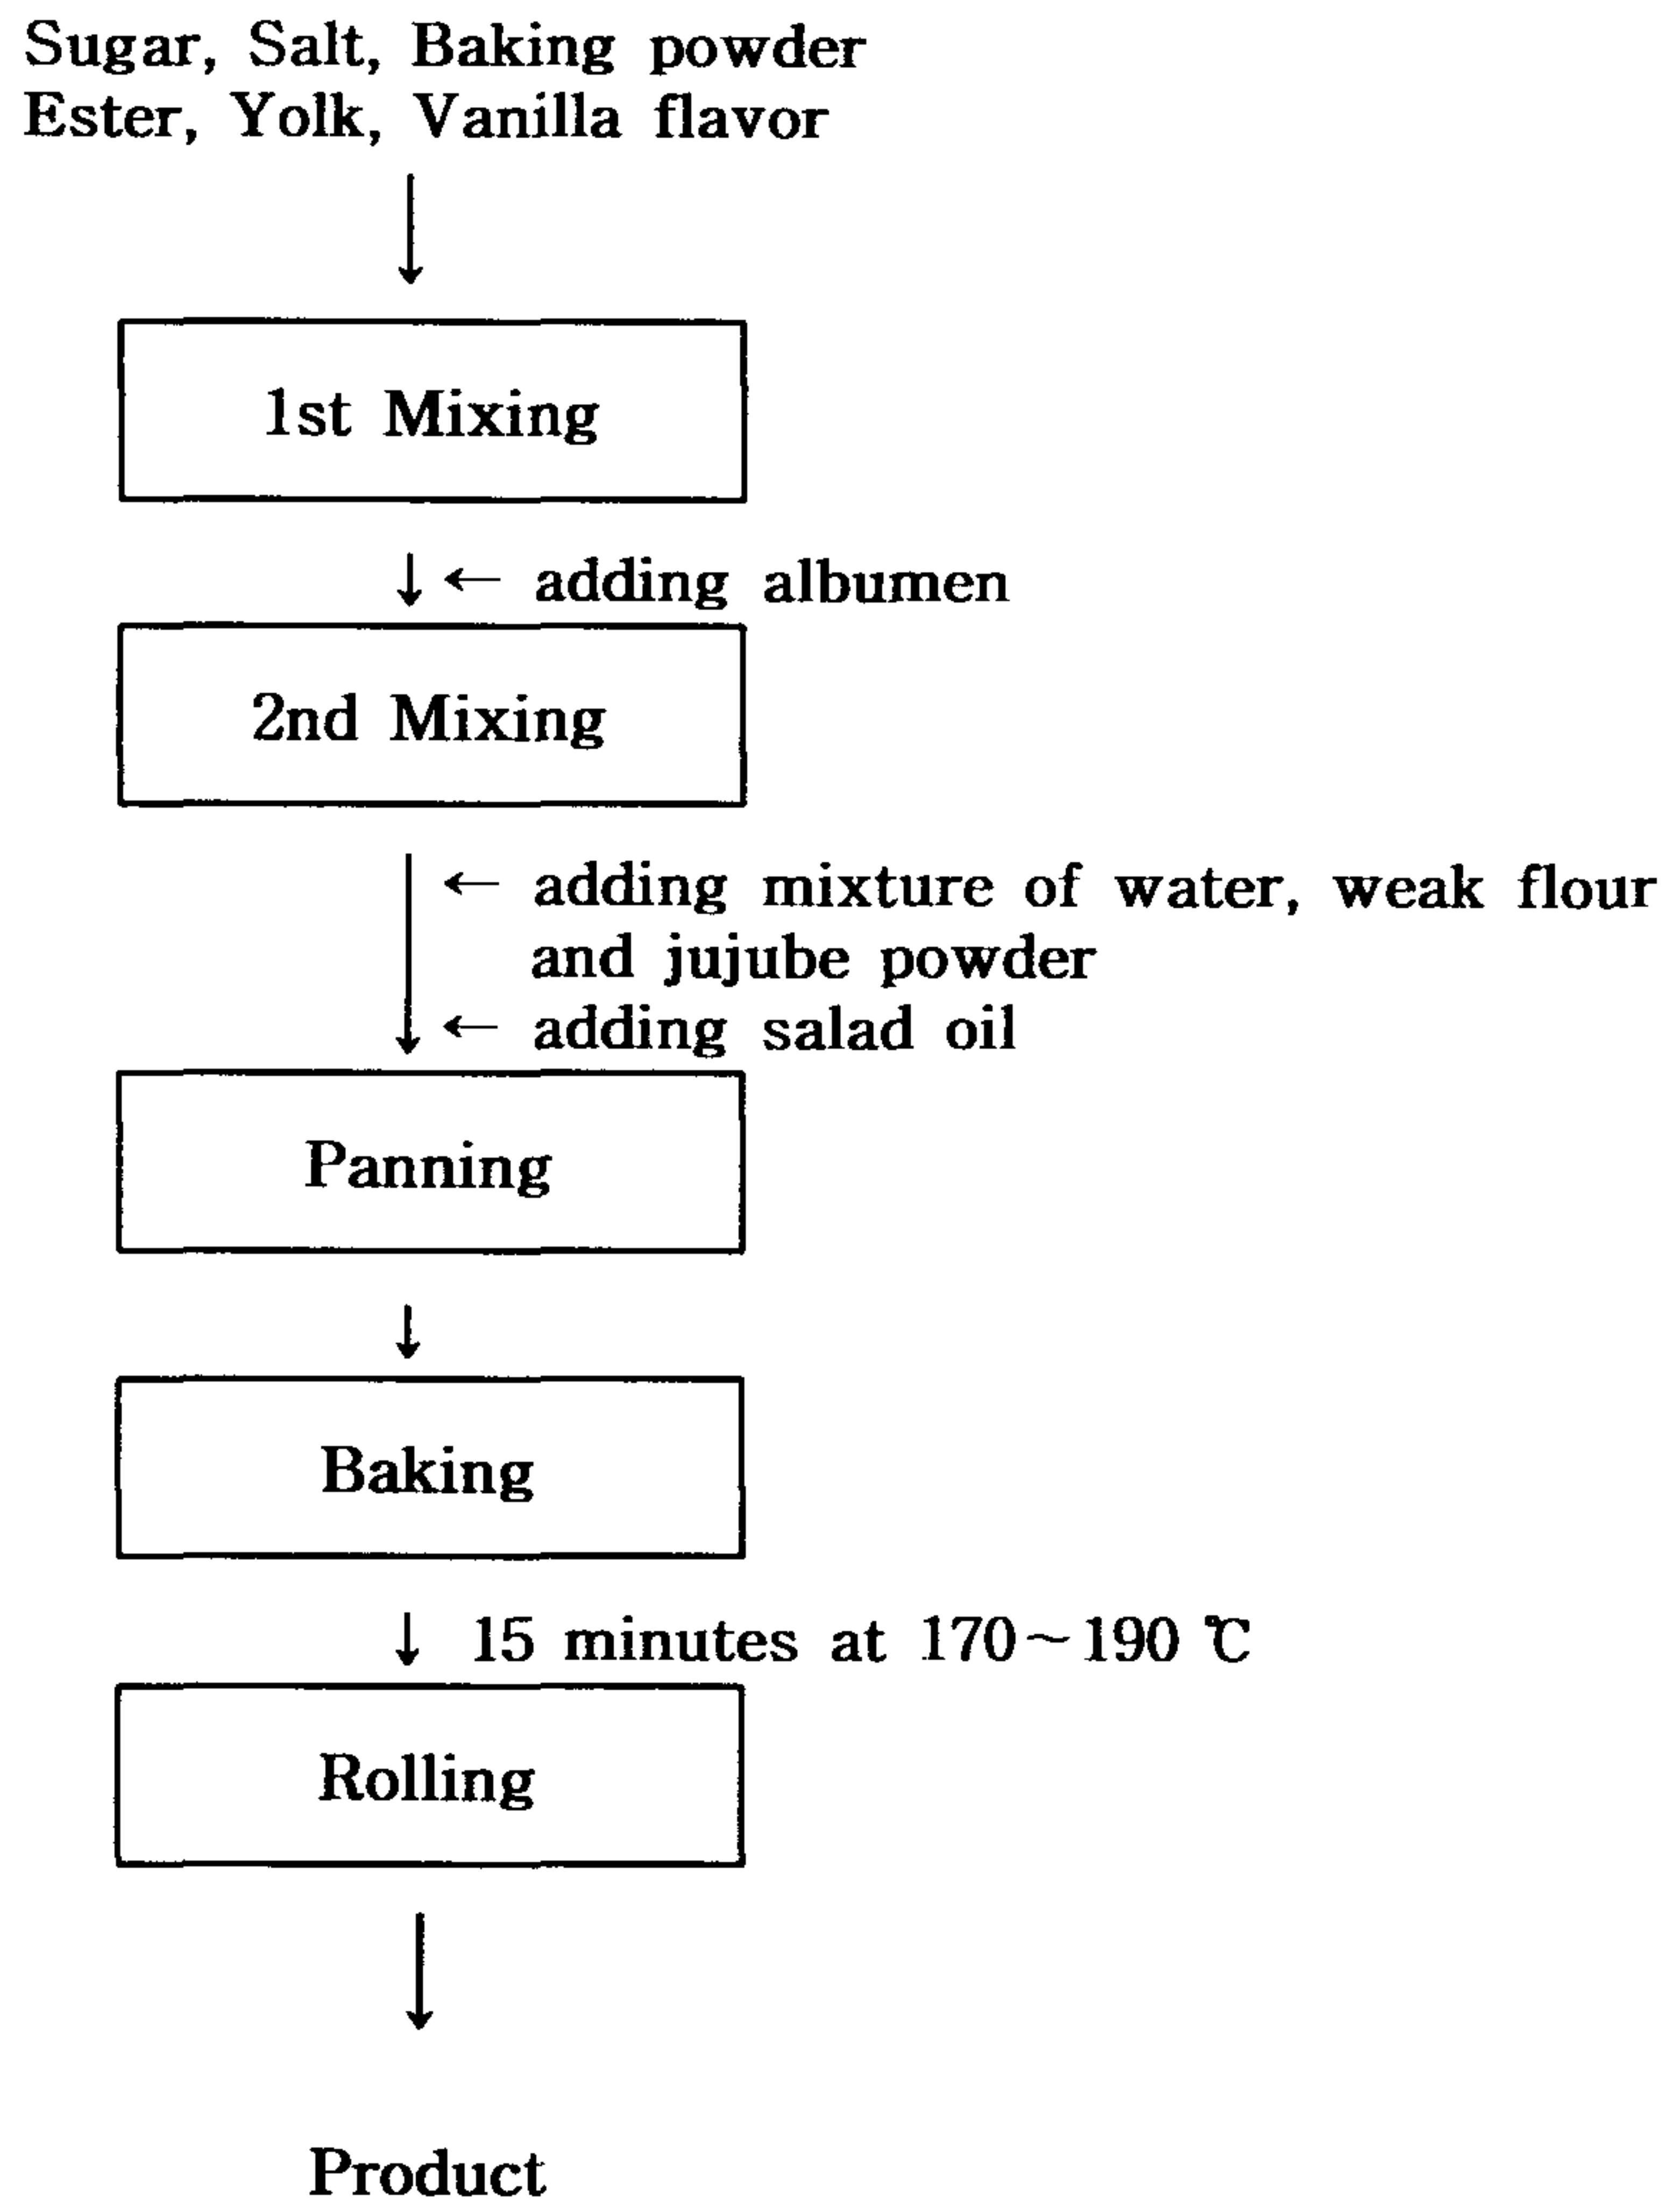 Sugar, Salt, Baking powder
Ester, Yolk, Vanilla flavor
↓
1st Mixing
↓ ← adding albumen
2nd Mixing
← adding mixture of water, weak flour
and jujube powder
↓ ← adding salad oil
Panning
↓
Baking
↓ 15 minutes at 170~190 ℃
Rolling
↓
Product